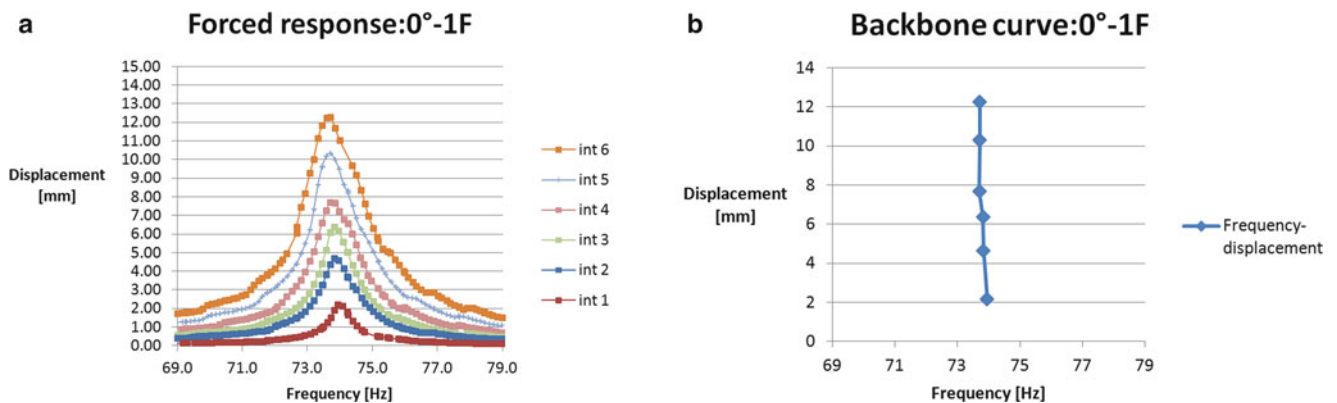 a
Forced response:0°-1F
15.00
14.00
13.00
12.00
11.00
10.00
9.00
8.00
7.00
6.00
5.00
4.00
3.00
2.00
1.00
0.00
Displacement
[mm]
69.0 71.0 73.0 75.0 77.0 79.0
Frequency [Hz]
int 6
int 5
int 4
int 3
int 2
int 1
b
Backbone curve:0°-1F
14
12
10
8
6
4
2
0
Displacement
[mm]
69 71 73 75 77 79
Frequency [Hz]
Frequency-
displacement